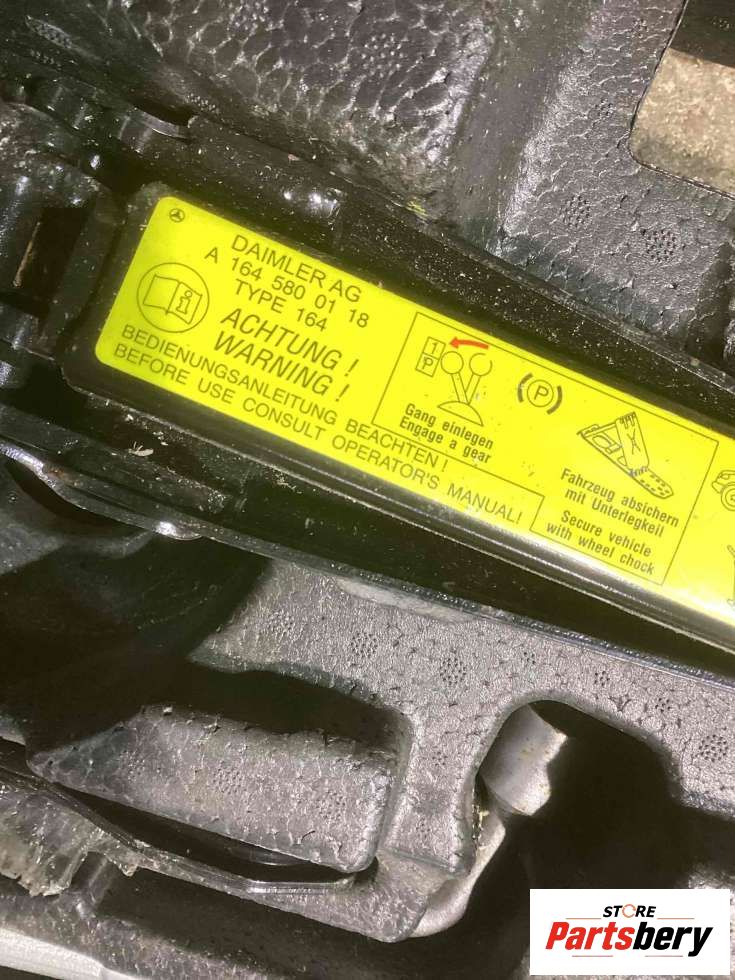 DAIMLER AG
A 164 580 01 18
TYPE 164
ACHTUNG !
WARNING !
BEDIENUNGSANLEITUNG BEACHTEN !
BEFORE USE CONSULT OPERATOR'S MANUAL!
1
P
Gang einlegen
Engage a gear
P
Fahrzeug absichern
mit Unterlegkeil
Secure vehicle
with wheel chock
STORE
Partsbery